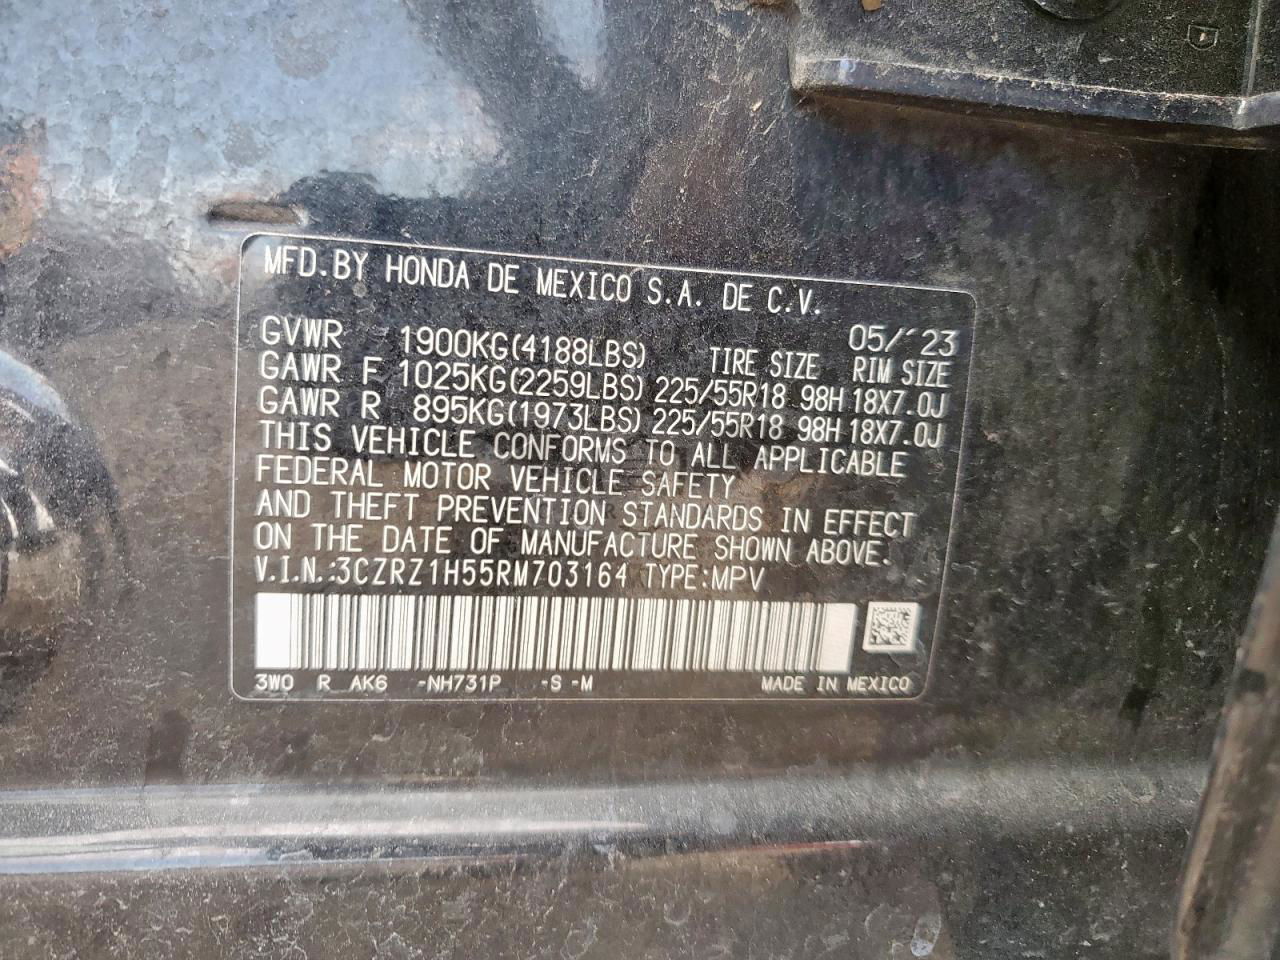 MFD.BY HONDA DE MEXICO S.A. DE C.V.
05/´23
GVWR 1900KG(4188LBS) TIRE SIZE RIM SIZE
GAWR F 1025KG(2259LBS) 225/55R18 98H 18X7.0J
GAWR R 895KG(1973LBS) 225/55R18 98H 18X7.0J
THIS VEHICLE CONFORMS TO ALL APPLICABLE
FEDERAL MOTOR VEHICLE SAFETY
AND THEFT PREVENTION STANDARDS IN EFFECT
ON THE DATE OF MANUFACTURE SHOWN ABOVE.
V.I.N.:3CZRZ1H55RM703164 TYPE:MPV
3W0 R AK6 -NH731P -S -M MADE IN MEXICO